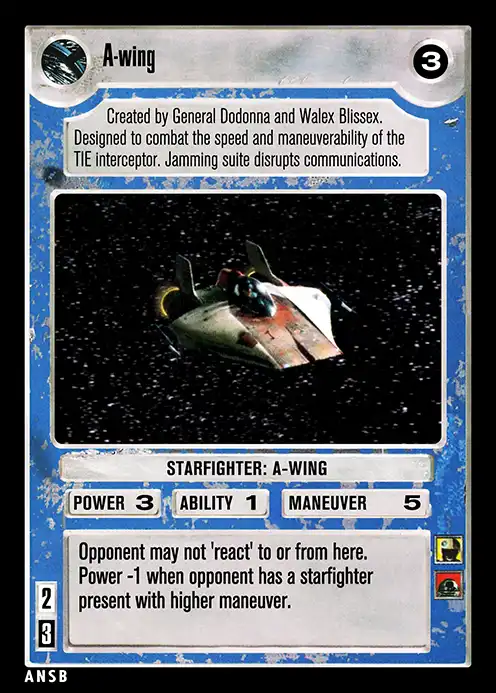 A-wing
3
Created by General Dodonna and Walex Blissex.
Designed to combat the speed and maneuverability of the
TIE interceptor. Jamming suite disrupts communications.
STARFIGHTER: A-WING
POWER 3 ABILITY 1 MANEUVER 5
Opponent may not 'react' to or from here.
Power -1 when opponent has a starfighter
present with higher maneuver.
2
3
ANSB